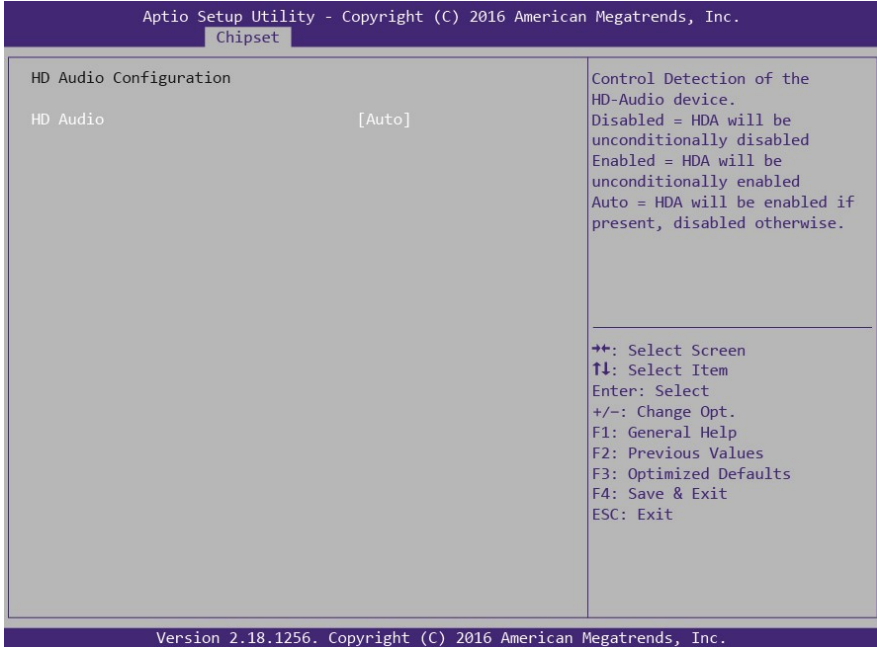 Aptio Setup Utility - Copyright (C) 2016 American Megatrends, Inc.
Chipset
HD Audio Configuration
HD Audio [Auto]
Control Detection of the
HD-Audio device.
Disabled = HDA will be
unconditionally disabled
Enabled = HDA will be
unconditionally enabled
Auto = HDA will be enabled if
present, disabled otherwise.
→←: Select Screen
↑↓: Select Item
Enter: Select
+/-: Change Opt.
F1: General Help
F2: Previous Values
F3: Optimized Defaults
F4: Save & Exit
ESC: Exit
Version 2.18.1256. Copyright (C) 2016 American Megatrends, Inc.